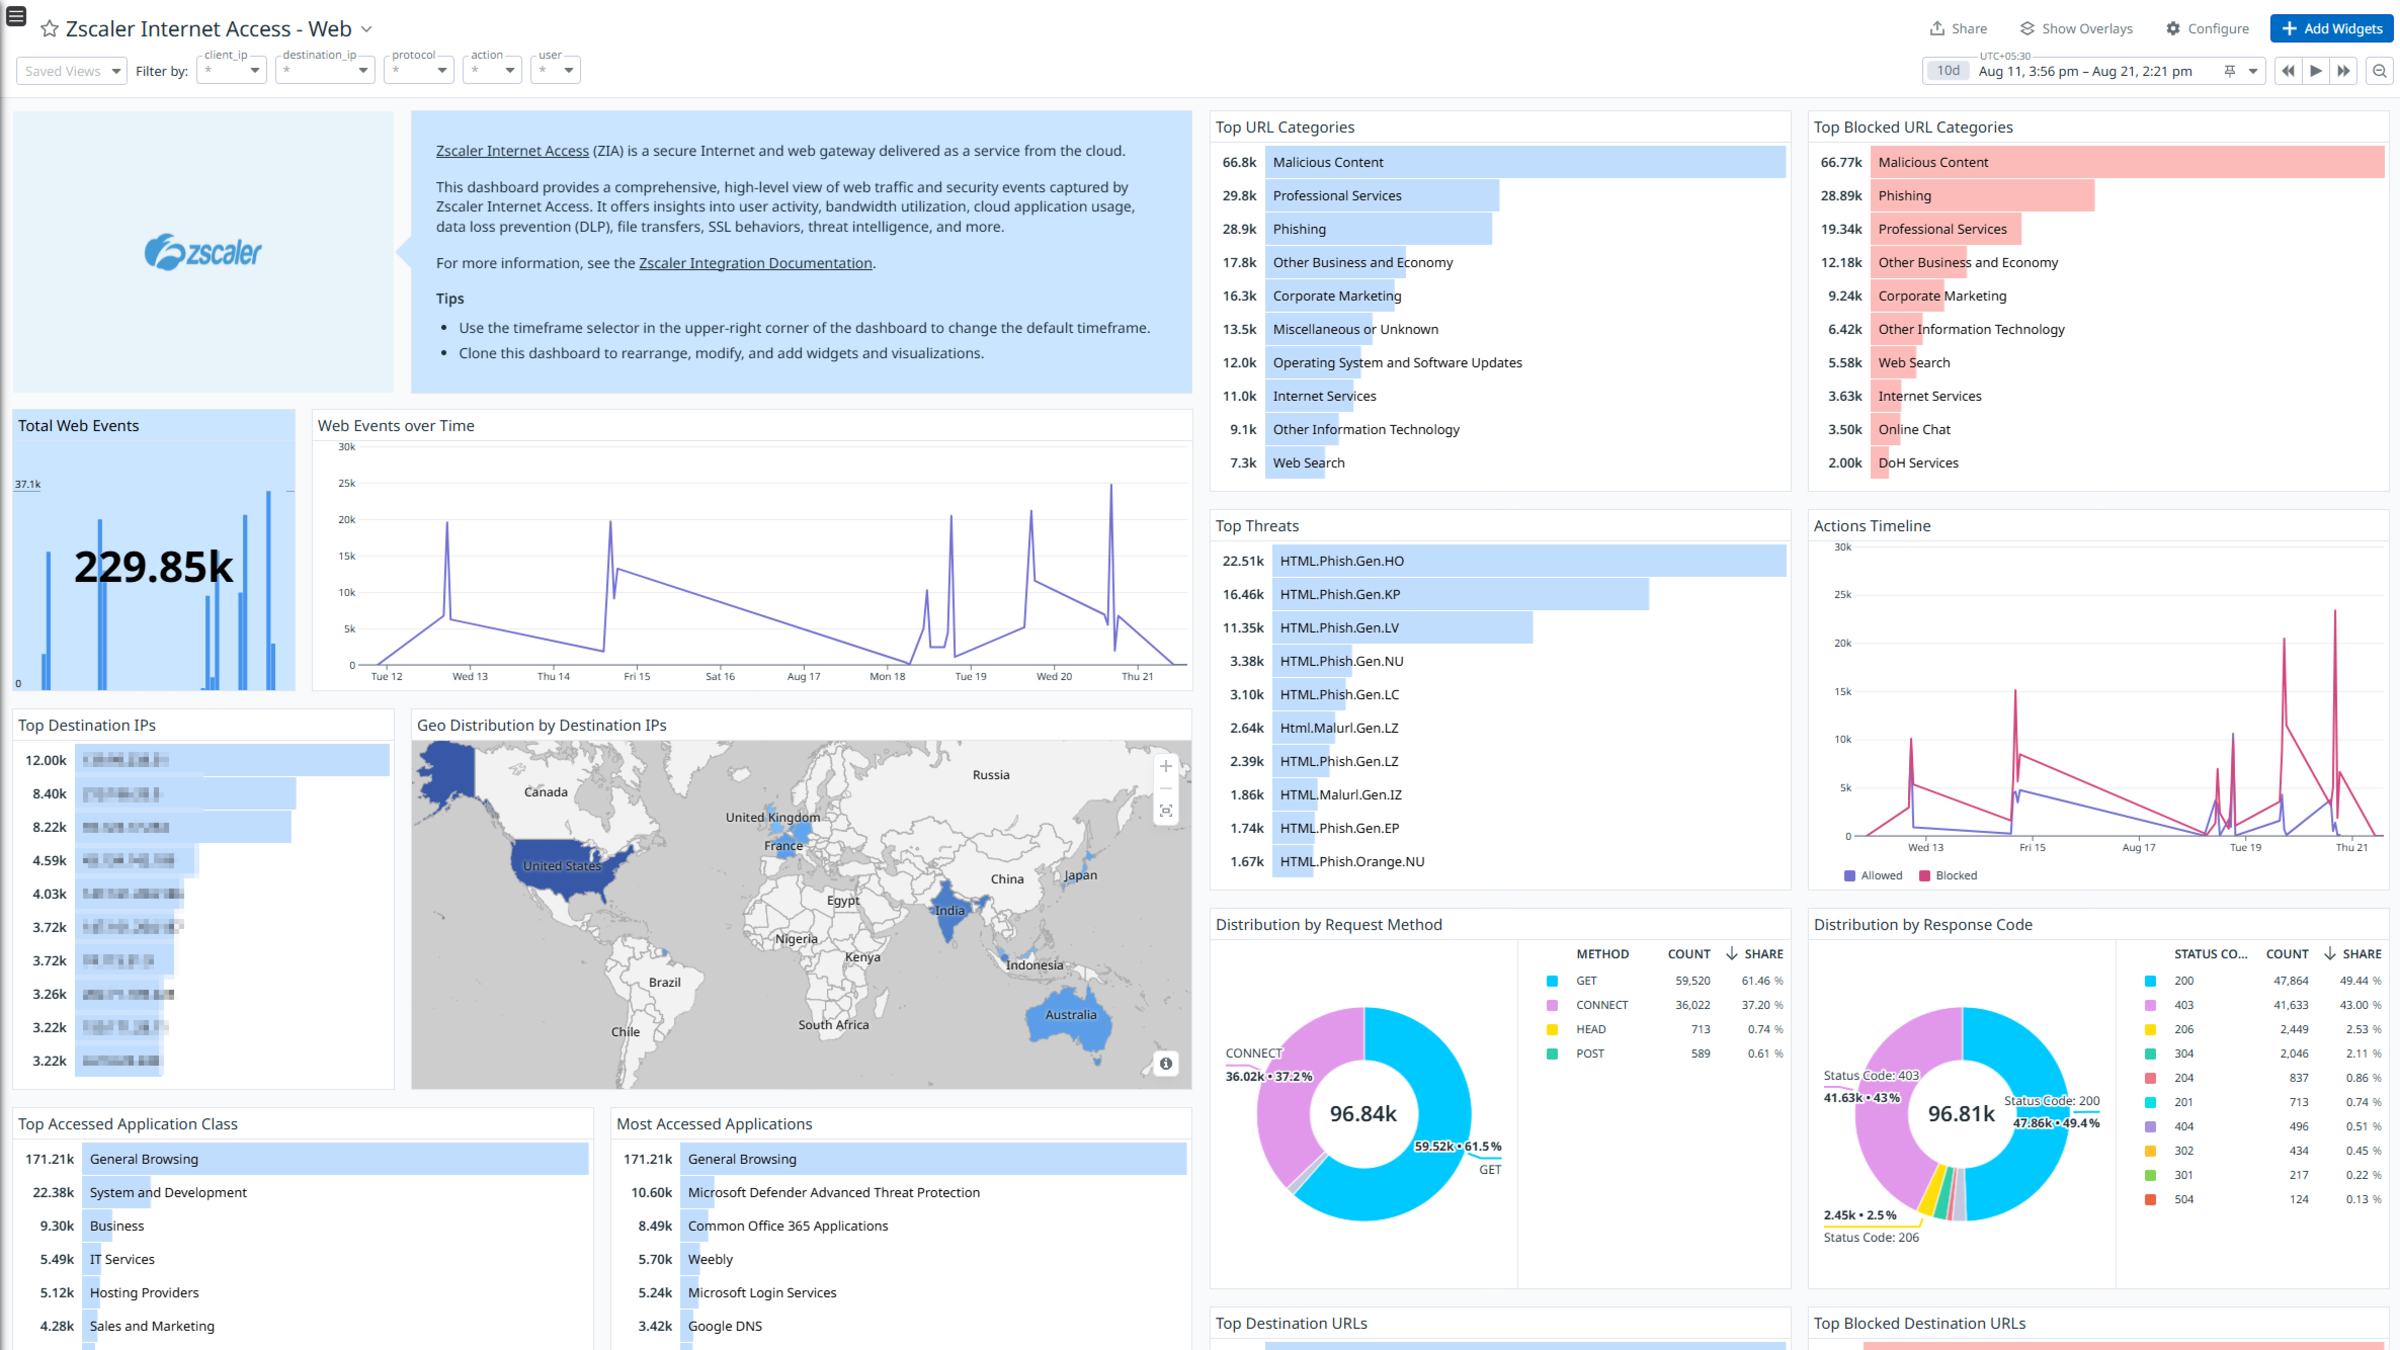 Zscaler Internet Access - Web
Share
Show Overlays
Configure
Add Widgets
Saved Views
Filter by:
client_ip
*
destination_ip
*
protocol
*
action
*
user
*
UTC+05:30
10d
Aug 11, 3:56 pm – Aug 21, 2:21 pm
zscaler
Zscaler Internet Access (ZIA) is a secure Internet and web gateway delivered as a service from the cloud.
This dashboard provides a comprehensive, high-level view of web traffic and security events captured by
Zscaler Internet Access. It offers insights into user activity, bandwidth utilization, cloud application usage,
data loss prevention (DLP), file transfers, SSL behaviors, threat intelligence, and more.
For more information, see the Zscaler Integration Documentation.
Tips
• Use the timeframe selector in the upper-right corner of the dashboard to change the default timeframe.
• Clone this dashboard to rearrange, modify, and add widgets and visualizations.
Top URL Categories
66.8k Malicious Content
29.8k Professional Services
28.9k Phishing
17.8k Other Business and Economy
16.3k Corporate Marketing
13.5k Miscellaneous or Unknown
12.0k Operating System and Software Updates
11.0k Internet Services
9.1k Other Information Technology
7.3k Web Search
Top Blocked URL Categories
66.77k Malicious Content
28.89k Phishing
19.34k Professional Services
12.18k Other Business and Economy
9.24k Corporate Marketing
6.42k Other Information Technology
5.58k Web Search
3.63k Internet Services
3.50k Online Chat
2.00k DoH Services
Total Web Events
37.1k
229.85k
0
Web Events over Time
30k
25k
20k
15k
10k
5k
0
Tue 12 Wed 13 Thu 14 Fri 15 Sat 16 Aug 17 Mon 18 Tue 19 Wed 20 Thu 21
Top Threats
22.51k HTML.Phish.Gen.HO
16.46k HTML.Phish.Gen.KP
11.35k HTML.Phish.Gen.LV
3.38k HTML.Phish.Gen.NU
3.10k HTML.Phish.Gen.LC
2.64k Html.Malurl.Gen.LZ
2.39k HTML.Phish.Gen.LZ
1.86k HTML.Malurl.Gen.IZ
1.74k HTML.Phish.Gen.EP
1.67k HTML.Phish.Orange.NU
Actions Timeline
30k
25k
20k
15k
10k
5k
0
Wed 13 Fri 15 Aug 17 Tue 19 Thu 21
Allowed Blocked
Top Destination IPs
12.00k
8.40k
8.22k
4.59k
4.03k
3.72k
3.72k
3.26k
3.22k
3.22k
Geo Distribution by Destination IPs
Russia
Canada
United Kingdom
France
United States
China
Japan
Egypt
India
Nigeria
Kenya
Indonesia
Brazil
Australia
South Africa
Chile
Distribution by Request Method
METHOD COUNT SHARE
GET 59,520 61.46 %
CONNECT 36,022 37.20 %
HEAD 713 0.74 %
POST 589 0.61 %
CONNECT
36.02k • 37.2%
96.84k
59.52k • 61.5%
GET
Distribution by Response Code
STATUS CO... COUNT SHARE
200 47,864 49.44 %
403 41,633 43.00 %
206 2,449 2.53 %
304 2,046 2.11 %
204 837 0.86 %
201 713 0.74 %
404 496 0.51 %
302 434 0.45 %
301 217 0.22 %
504 124 0.13 %
Status Code: 403
41.63k • 43%
96.81k
Status Code: 200
47.86k • 49.4%
2.45k • 2.5%
Status Code: 206
Top Accessed Application Class
171.21k General Browsing
22.38k System and Development
9.30k Business
5.49k IT Services
5.12k Hosting Providers
4.28k Sales and Marketing
Most Accessed Applications
171.21k General Browsing
10.60k Microsoft Defender Advanced Threat Protection
8.49k Common Office 365 Applications
5.70k Weebly
5.24k Microsoft Login Services
3.42k Google DNS
Top Destination URLs
Top Blocked Destination URLs